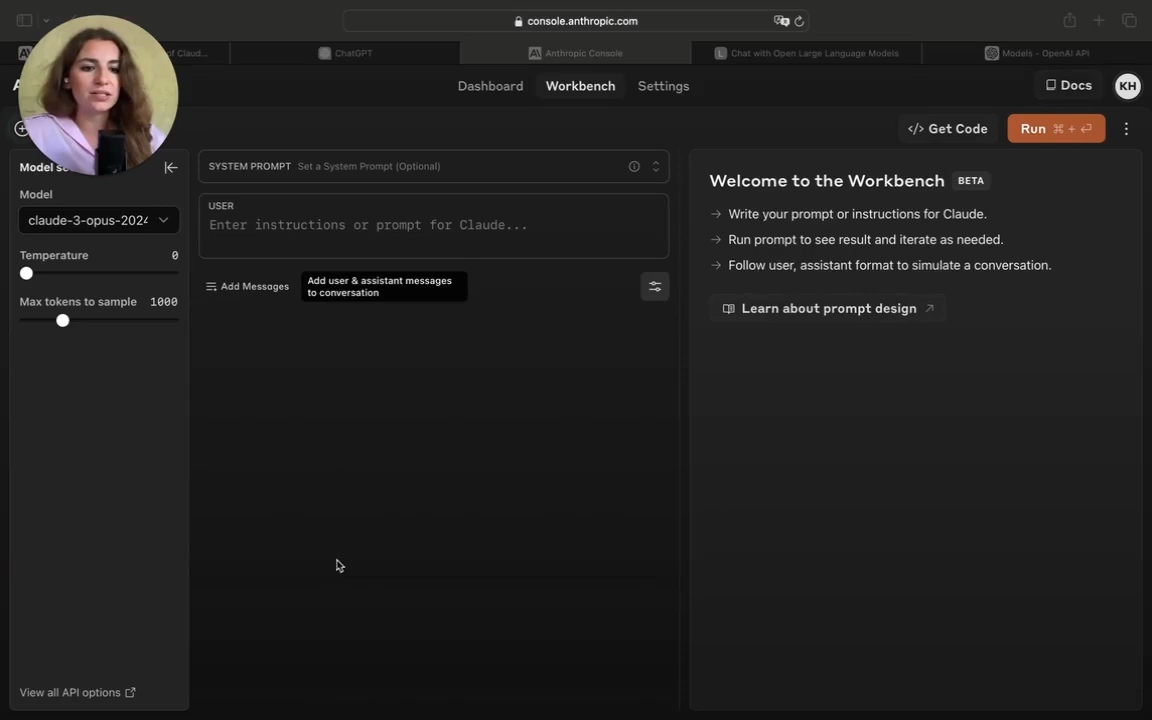 console.anthropic.com
of Claud...
ChatGPT
Anthropic Console
Chat with Open Large Language Models
Models - OpenAI API
Dashboard
Workbench
Settings
Docs
KH
Get Code
Run ⌘ + ⏎
Model se
SYSTEM PROMPT Set a System Prompt (Optional)
Model
claude-3-opus-2024
USER
Enter instructions or prompt for Claude...
Temperature 0
Max tokens to sample 1000
Add Messages
Add user & assistant messages
to conversation
View all API options
Welcome to the Workbench BETA
→ Write your prompt or instructions for Claude.
→ Run prompt to see result and iterate as needed.
→ Follow user, assistant format to simulate a conversation.
Learn about prompt design